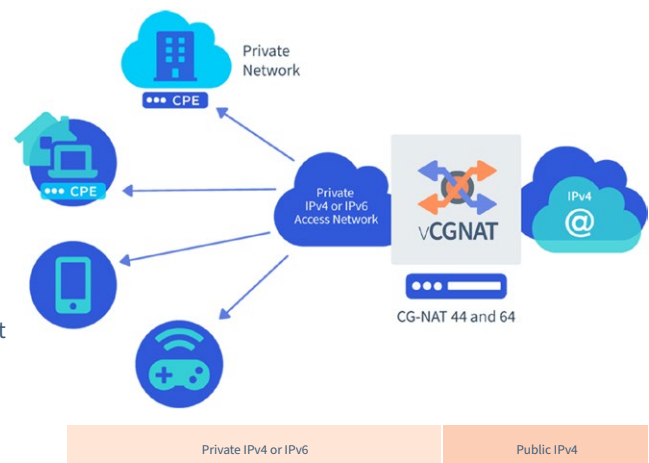 Private
Network
••• CPE
••• CPE
Private
IPv4 or IPv6
Access Network
vCGNAT
IPv4
@
CG-NAT 44 and 64
t
Private IPv4 or IPv6
Public IPv4